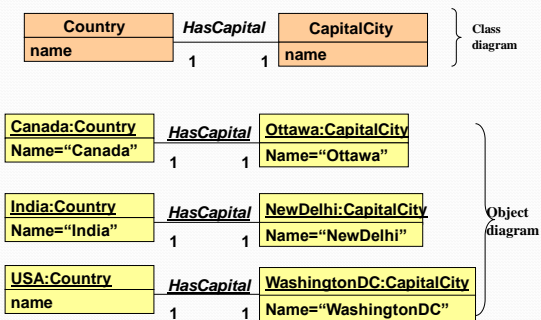 Country HasCapital CapitalCity
name name
1 1
Class
diagram
Canada:Country HasCapital Ottawa:CapitalCity
Name="Canada" Name="Ottawa"
1 1
India:Country HasCapital NewDelhi:CapitalCity
Name="India" Name="NewDelhi"
1 1
USA:Country HasCapital WashingtonDC:CapitalCity
name Name="WashingtonDC"
1 1
Object
diagram